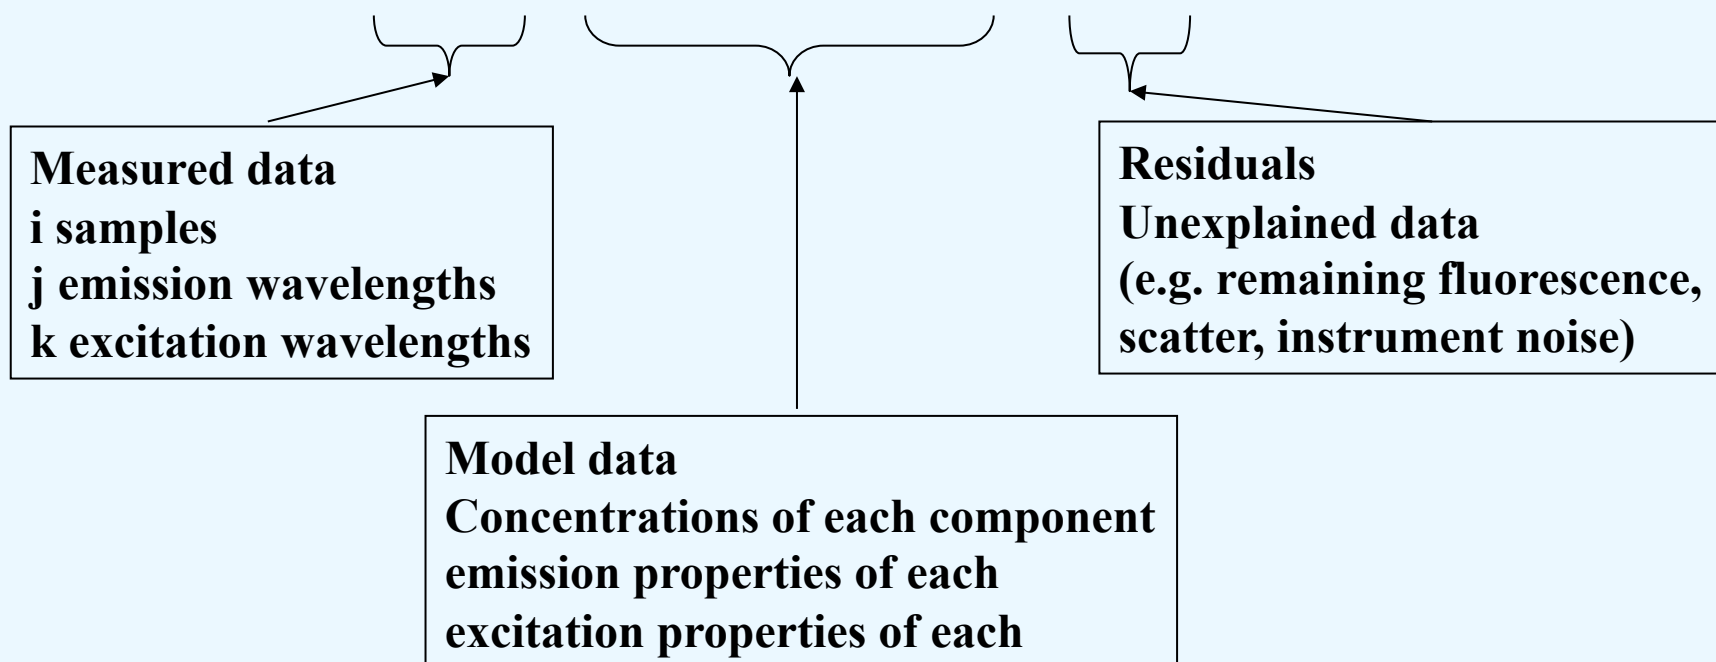 Measured data
i samples
j emission wavelengths
k excitation wavelengths
Residuals
Unexplained data
(e.g. remaining fluorescence,
scatter, instrument noise)
Model data
Concentrations of each component
emission properties of each
excitation properties of each